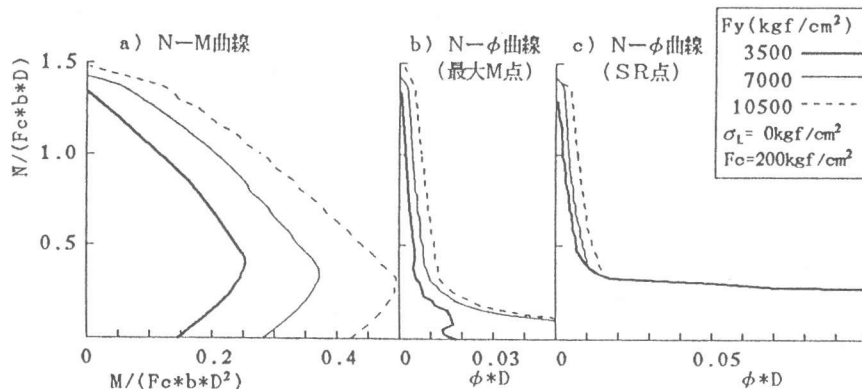 a) N－M曲線
b) N－φ曲線
(最大M点)
c) N－φ曲線
(SR点)
Fy(kgf/cm²)
3500
7000
10500
σL= 0kgf/cm²
Fc=200kgf/cm²
N/(Fc*b*D)
1.5
1.0
0.5
0
0
0.2
0.4
M/(Fc*b*D²)
0
0.03
φ*D
0
0.05
φ*D